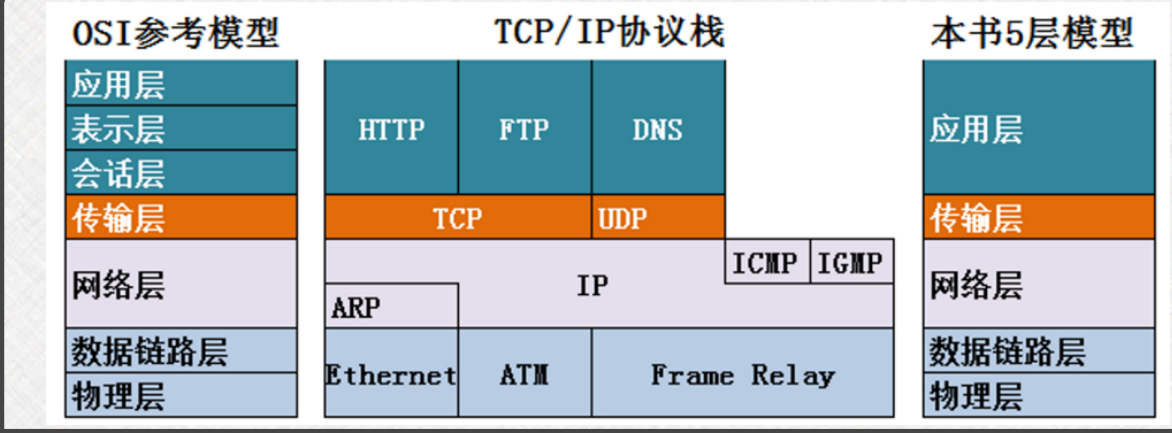 OSI参考模型
TCP/IP协议栈
本书5层模型
应用层
表示层
会话层
传输层
网络层
数据链路层
物理层
HTTP
FTP
DNS
TCP
UDP
ICMP
IGMP
IP
ARP
Ethernet
ATM
Frame Relay
应用层
传输层
网络层
数据链路层
物理层